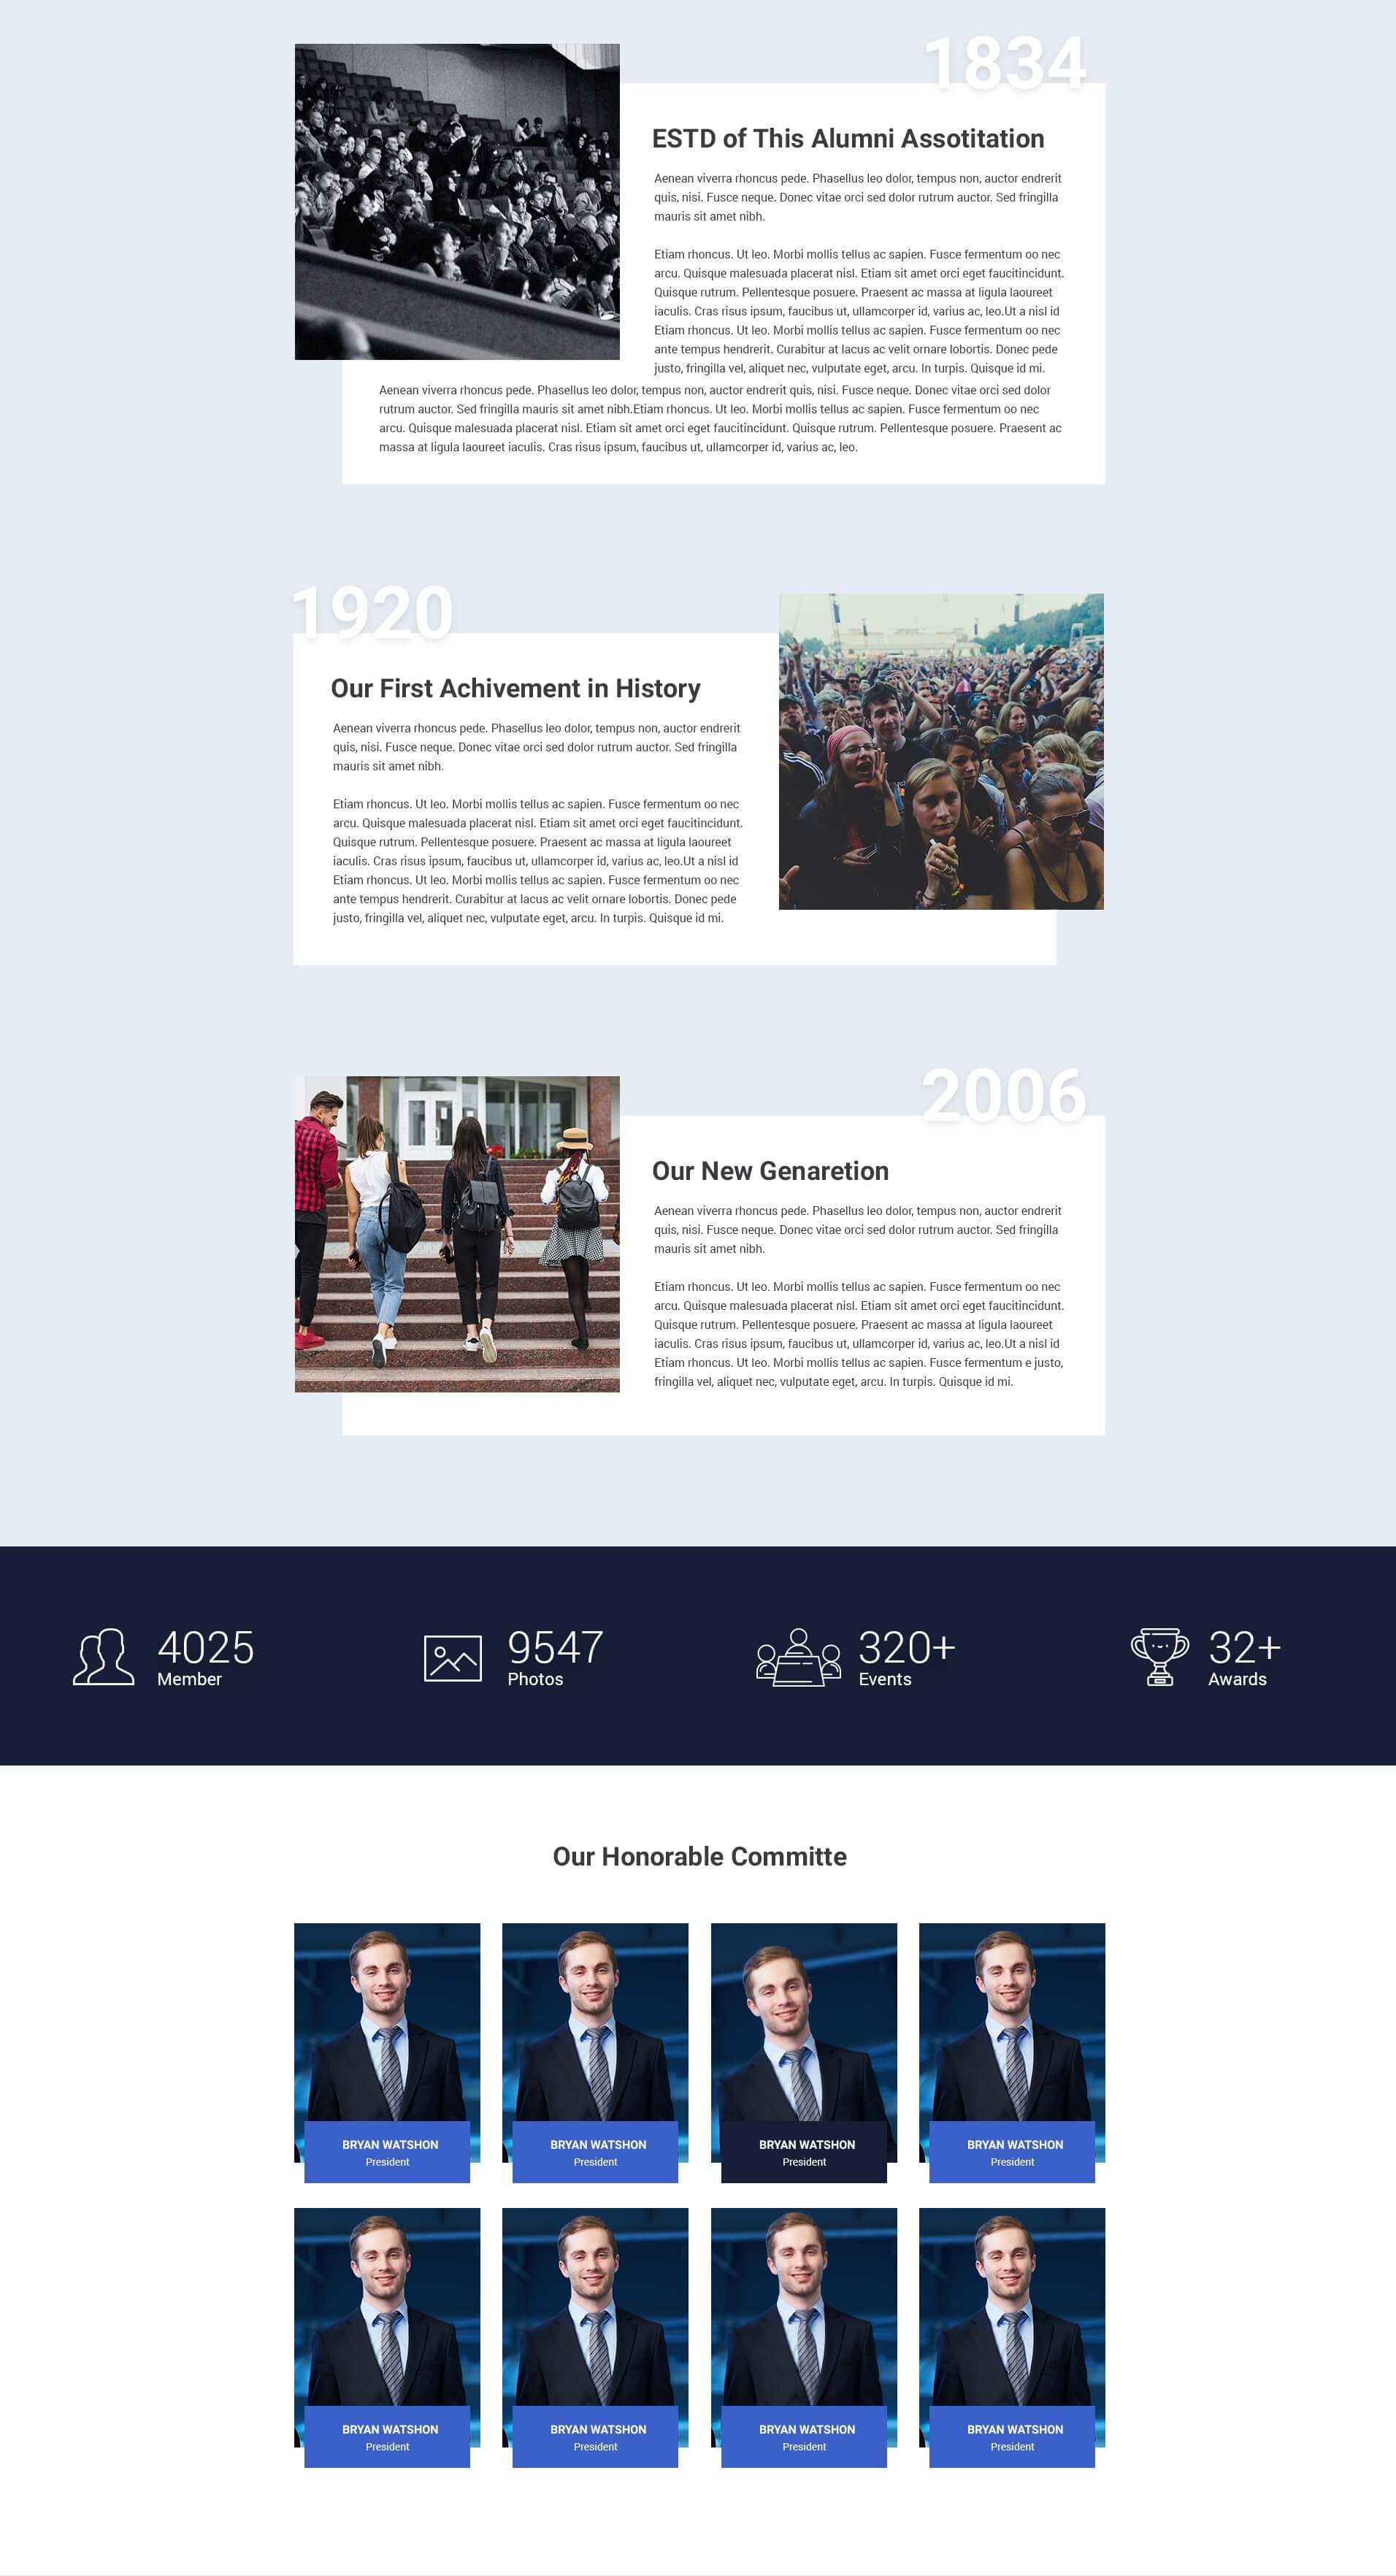 1834
ESTD of This Alumni Assotitation
Aenean viverra rhoncus pede. Phasellus leo dolor, tempus non, auctor endrerit
quis, nisi. Fusce neque. Donec vitae orci sed dolor rutrum auctor. Sed fringilla
mauris sit amet nibh.
Etiam rhoncus. Ut leo. Morbi mollis tellus ac sapien. Fusce fermentum oo nec
arcu. Quisque malesuada placerat nisl. Etiam sit amet orci eget faucitincidunt.
Quisque rutrum. Pellentesque posuere. Praesent ac massa at ligula laoureet
iaculis. Cras risus ipsum, faucibus ut, ullamcorper id, varius ac, leo.Ut a nisl id
Etiam rhoncus. Ut leo. Morbi mollis tellus ac sapien. Fusce fermentum oo nec
ante tempus hendrerit. Curabitur at lacus ac velit ornare lobortis. Donec pede
justo, fringilla vel, aliquet nec, vulputate eget, arcu. In turpis. Quisque id mi.
Aenean viverra rhoncus pede. Phasellus leo dolor, tempus non, auctor endrerit quis, nisi. Fusce neque. Donec vitae orci sed dolor
rutrum auctor. Sed fringilla mauris sit amet nibh.Etiam rhoncus. Ut leo. Morbi mollis tellus ac sapien. Fusce fermentum oo nec
arcu. Quisque malesuada placerat nisl. Etiam sit amet orci eget faucitincidunt. Quisque rutrum. Pellentesque posuere. Praesent ac
massa at ligula laoureet iaculis. Cras risus ipsum, faucibus ut, ullamcorper id, varius ac, leo.
1920
Our First Achivement in History
Aenean viverra rhoncus pede. Phasellus leo dolor, tempus non, auctor endrerit
quis, nisi. Fusce neque. Donec vitae orci sed dolor rutrum auctor. Sed fringilla
mauris sit amet nibh.
Etiam rhoncus. Ut leo. Morbi mollis tellus ac sapien. Fusce fermentum oo nec
arcu. Quisque malesuada placerat nisl. Etiam sit amet orci eget faucitincidunt.
Quisque rutrum. Pellentesque posuere. Praesent ac massa at ligula laoureet
iaculis. Cras risus ipsum, faucibus ut, ullamcorper id, varius ac, leo.Ut a nisl id
Etiam rhoncus. Ut leo. Morbi mollis tellus ac sapien. Fusce fermentum oo nec
ante tempus hendrerit. Curabitur at lacus ac velit ornare lobortis. Donec pede
justo, fringilla vel, aliquet nec, vulputate eget, arcu. In turpis. Quisque id mi.
2006
Our New Genaretion
Aenean viverra rhoncus pede. Phasellus leo dolor, tempus non, auctor endrerit
quis, nisi. Fusce neque. Donec vitae orci sed dolor rutrum auctor. Sed fringilla
mauris sit amet nibh.
Etiam rhoncus. Ut leo. Morbi mollis tellus ac sapien. Fusce fermentum oo nec
arcu. Quisque malesuada placerat nisl. Etiam sit amet orci eget faucitincidunt.
Quisque rutrum. Pellentesque posuere. Praesent ac massa at ligula laoureet
iaculis. Cras risus ipsum, faucibus ut, ullamcorper id, varius ac, leo.Ut a nisl id
Etiam rhoncus. Ut leo. Morbi mollis tellus ac sapien. Fusce fermentum e justo,
fringilla vel, aliquet nec, vulputate eget, arcu. In turpis. Quisque id mi.
4025
Member
9547
Photos
320+
Events
32+
Awards
Our Honorable Committe
BRYAN WATSHON
President
BRYAN WATSHON
President
BRYAN WATSHON
President
BRYAN WATSHON
President
BRYAN WATSHON
President
BRYAN WATSHON
President
BRYAN WATSHON
President
BRYAN WATSHON
President